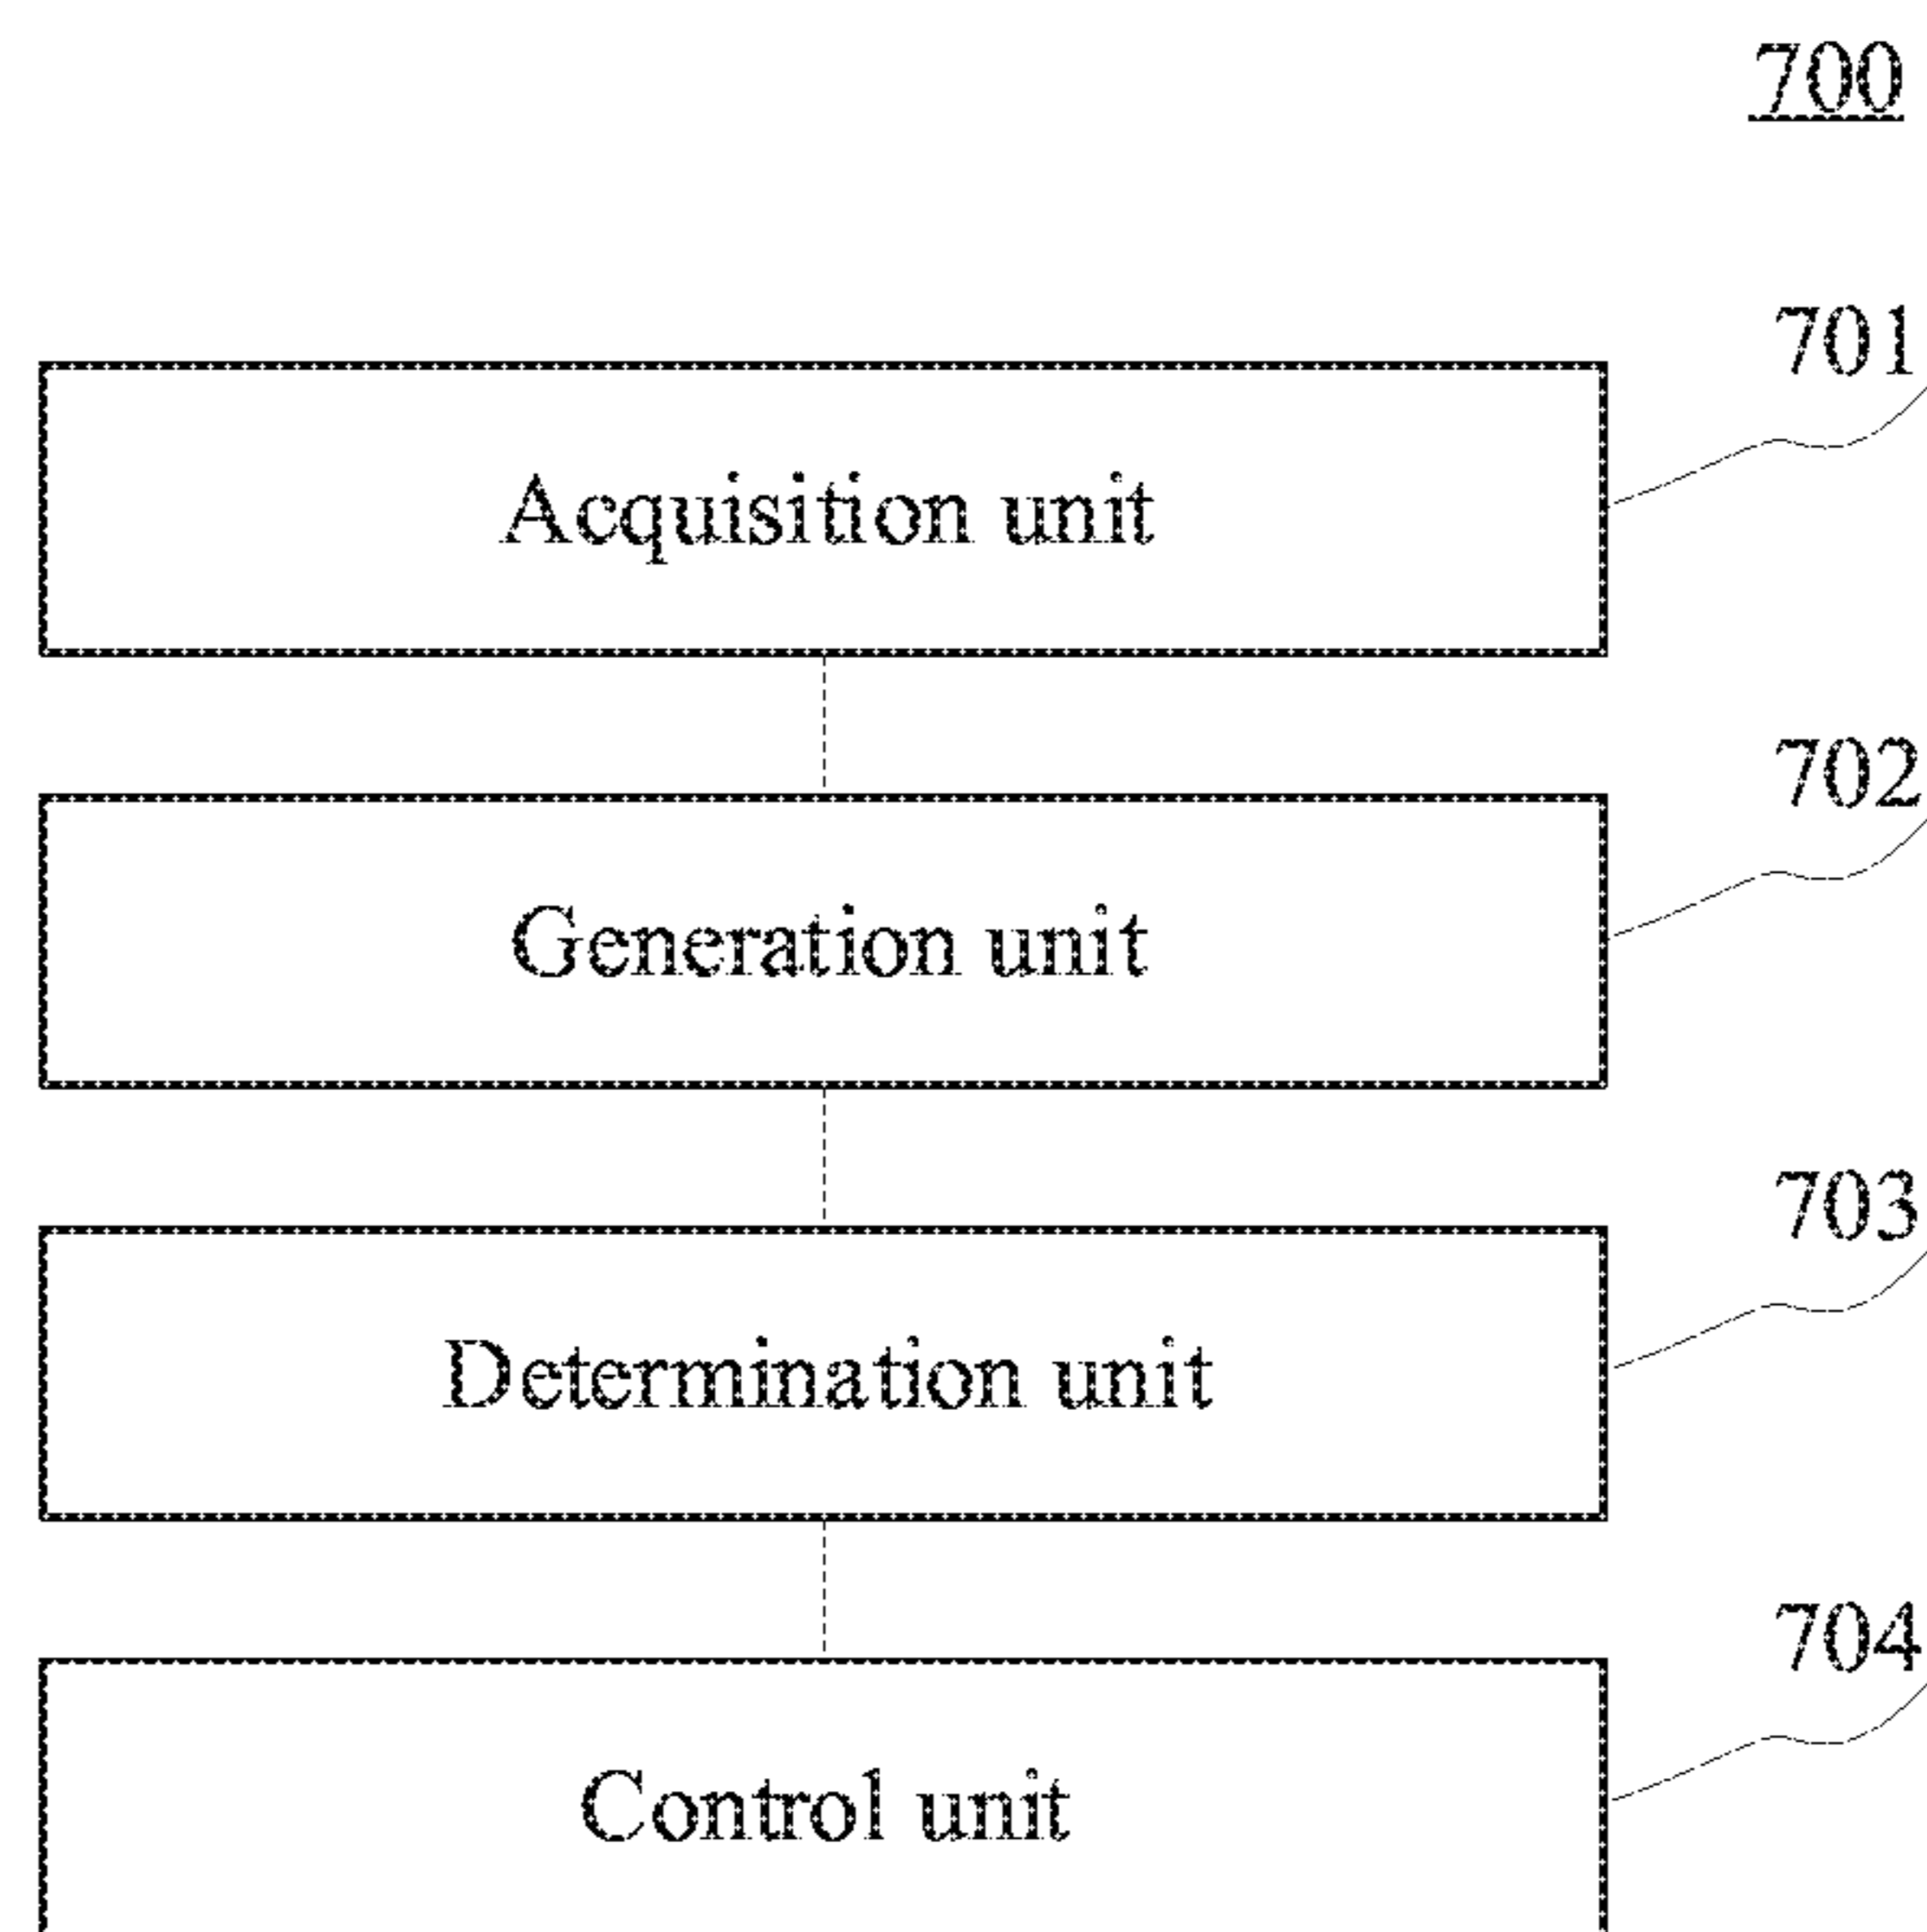 700
701
Acquisition unit
702
Generation unit
703
Determination unit
704
Control unit